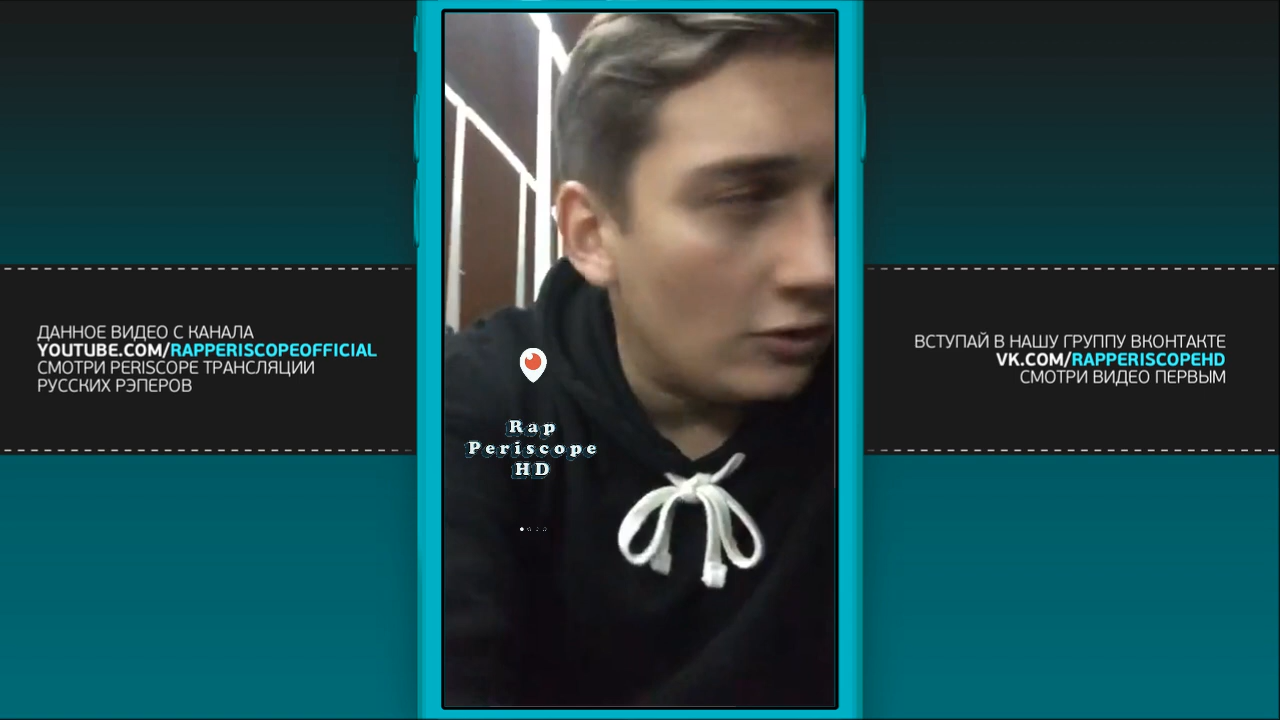 ДАННОЕ ВИДЕО С КАНАЛА
YOUTUBE.COM/RAPPERISCOPEOFFICIAL
СМОТРИ PERISCOPE ТРАНСЛЯЦИИ
РУССКИХ РЭПЕРОВ
Rap
Periscope
HD
ВСТУПАЙ В НАШУ ГРУППУ ВКОНТАКТЕ
VK.COM/RAPPERISCOPEHD
СМОТРИ ВИДЕО ПЕРВЫМ